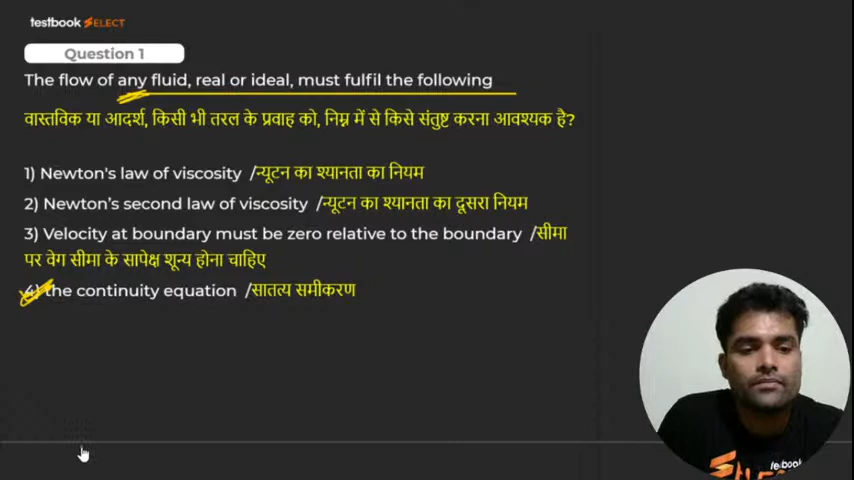 testbook SELECT
Question 1
The flow of any fluid, real or ideal, must fulfil the following
वास्तविक या आदर्श, किसी भी तरल के प्रवाह को, निम्न में से किसे संतुष्ट करना आवश्यक है?
1) Newton's law of viscosity /न्यूटन का श्यानता का नियम
2) Newton's second law of viscosity /न्यूटन का श्यानता का दूसरा नियम
3) Velocity at boundary must be zero relative to the boundary /सीमा
पर वेग सीमा के सापेक्ष शून्य होना चाहिए
4) the continuity equation /सातत्य समीकरण